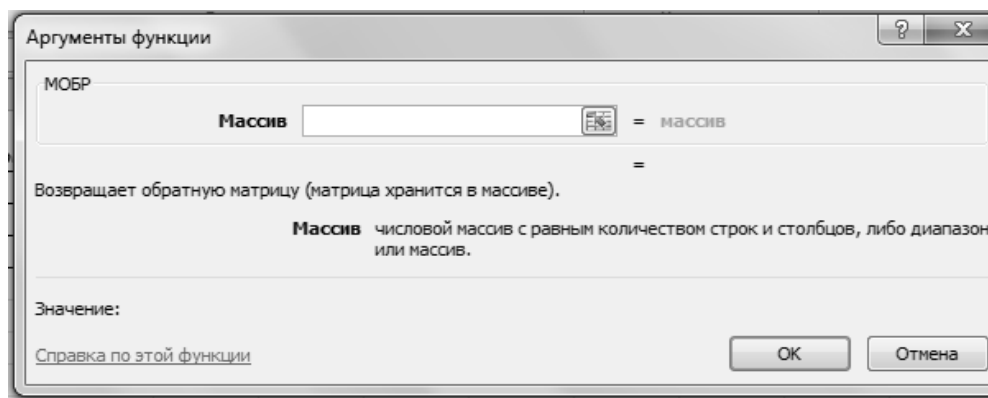 Аргументы функции
МОБР
Массив = массив
=
Возвращает обратную матрицу (матрица хранится в массиве).
Массив числовой массив с равным количеством строк и столбцов, либо диапазон
или массив.
Значение:
Справка по этой функции
ОК Отмена